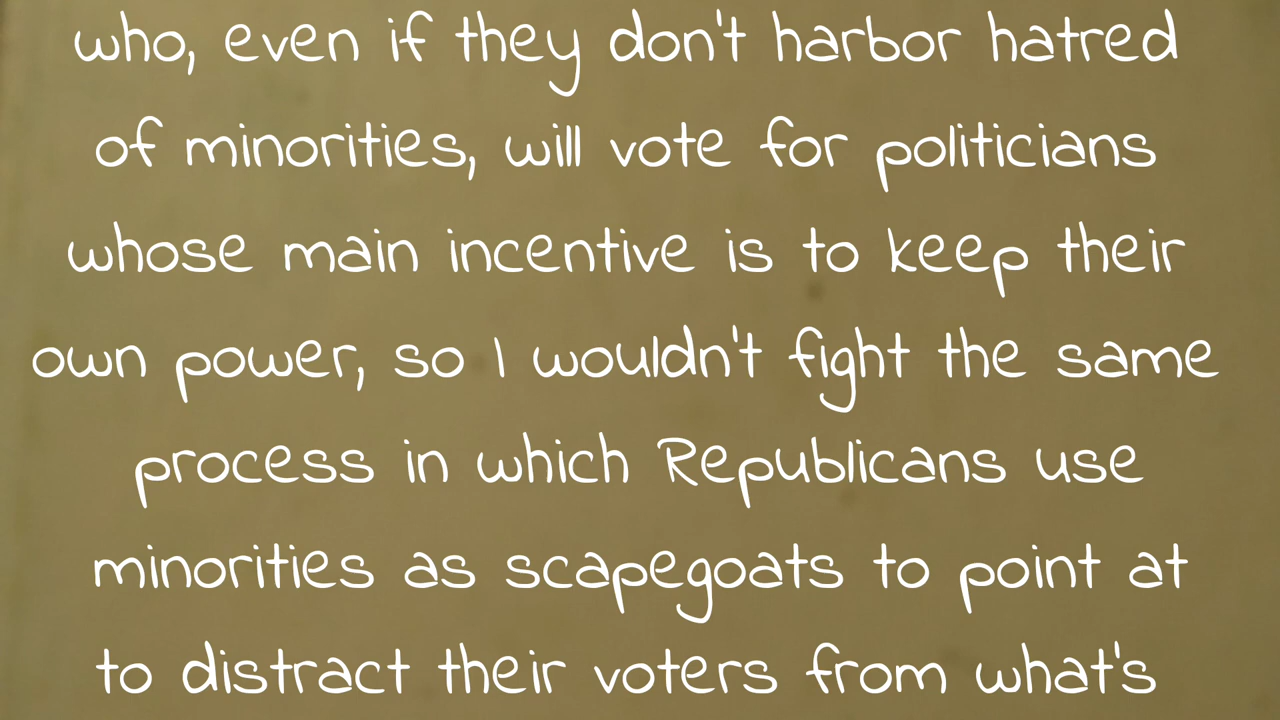 who, even if they don't harbor hatred
of minorities, will vote for politicians
whose main incentive is to keep their
own power, so I wouldn't fight the same
process in which Republicans use
minorities as scapegoats to point at
to distract their voters from what's